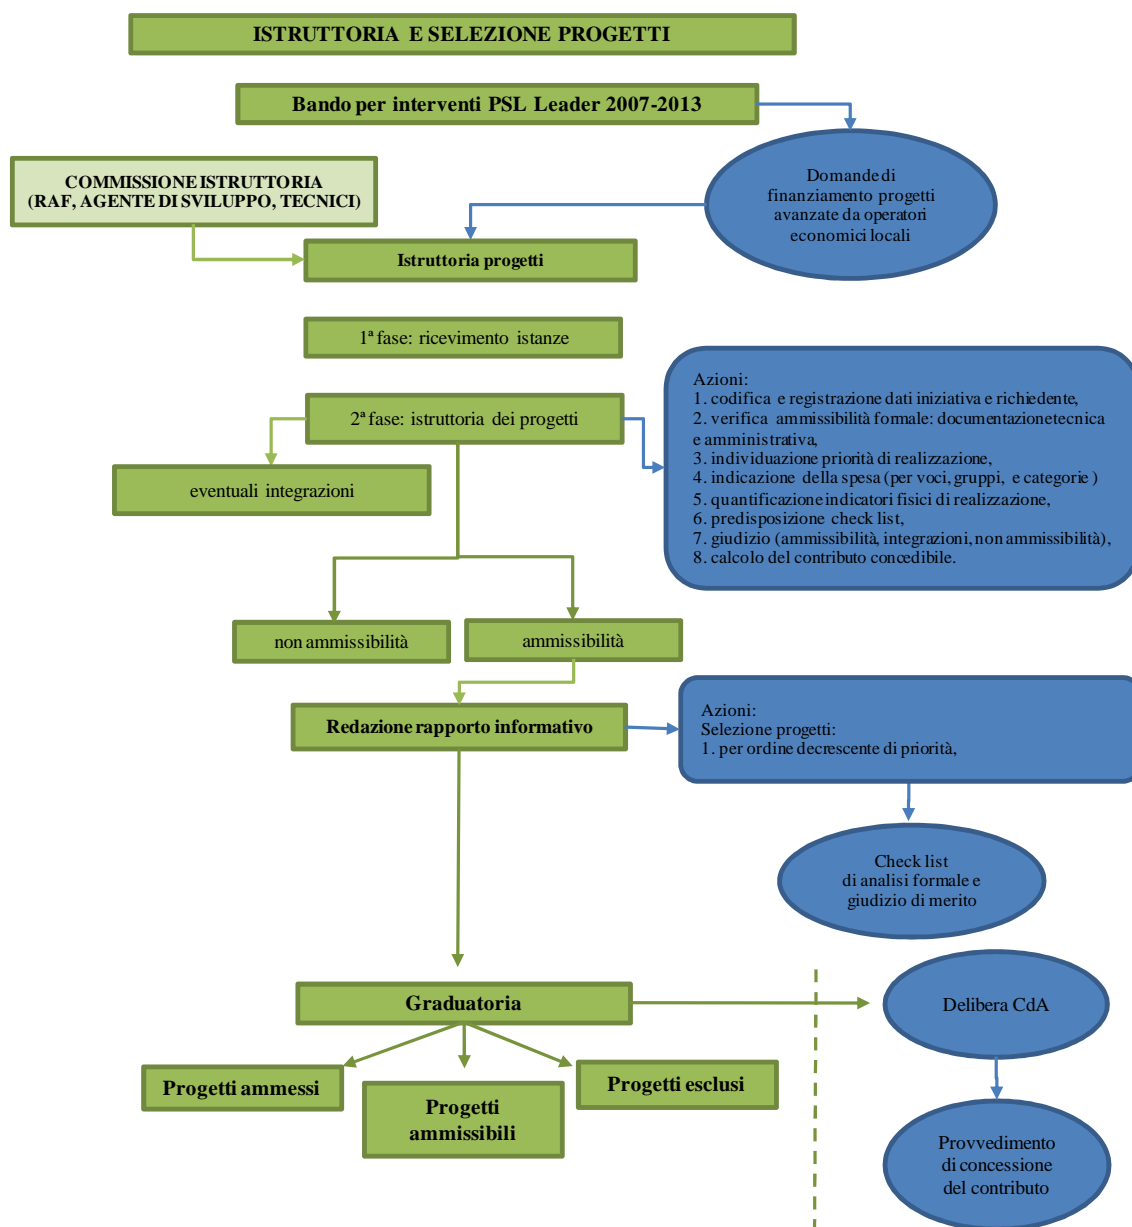 ISTRUTTORIA E SELEZIONE PROGETTI
Bando per interventi PSL Leader 2007-2013
COMMISSIONE ISTRUTTORIA
(RAF, AGENTE DI SVILUPPO, TECNICI)
Domande di
finanziamento progetti
avanzate da operatori
economici locali
Istruttoria progetti
1ª fase: ricevimento istanze
2ª fase: istruttoria dei progetti
eventuali integrazioni
Azioni:
1. codifica e registrazione dati iniziativa e richiedente,
2. verifica ammissibilità formale: documentazione tecnica
e amministrativa,
3. individuazione priorità di realizzazione,
4. indicazione della spesa (per voci, gruppi, e categorie )
5. quantificazione indicatori fisici di realizzazione,
6. predisposizione check list,
7. giudizio (ammissibilità, integrazioni, non ammissibilità),
8. calcolo del contributo concedibile.
non ammissibilità
ammissibilità
Redazione rapporto informativo
Azioni:
Selezione progetti:
1. per ordine decrescente di priorità,
Check list
di analisi formale e
giudizio di merito
Graduatoria
Delibera CdA
Progetti ammessi
Progetti
ammissibili
Progetti esclusi
Provvedimento
di concessione
del contributo